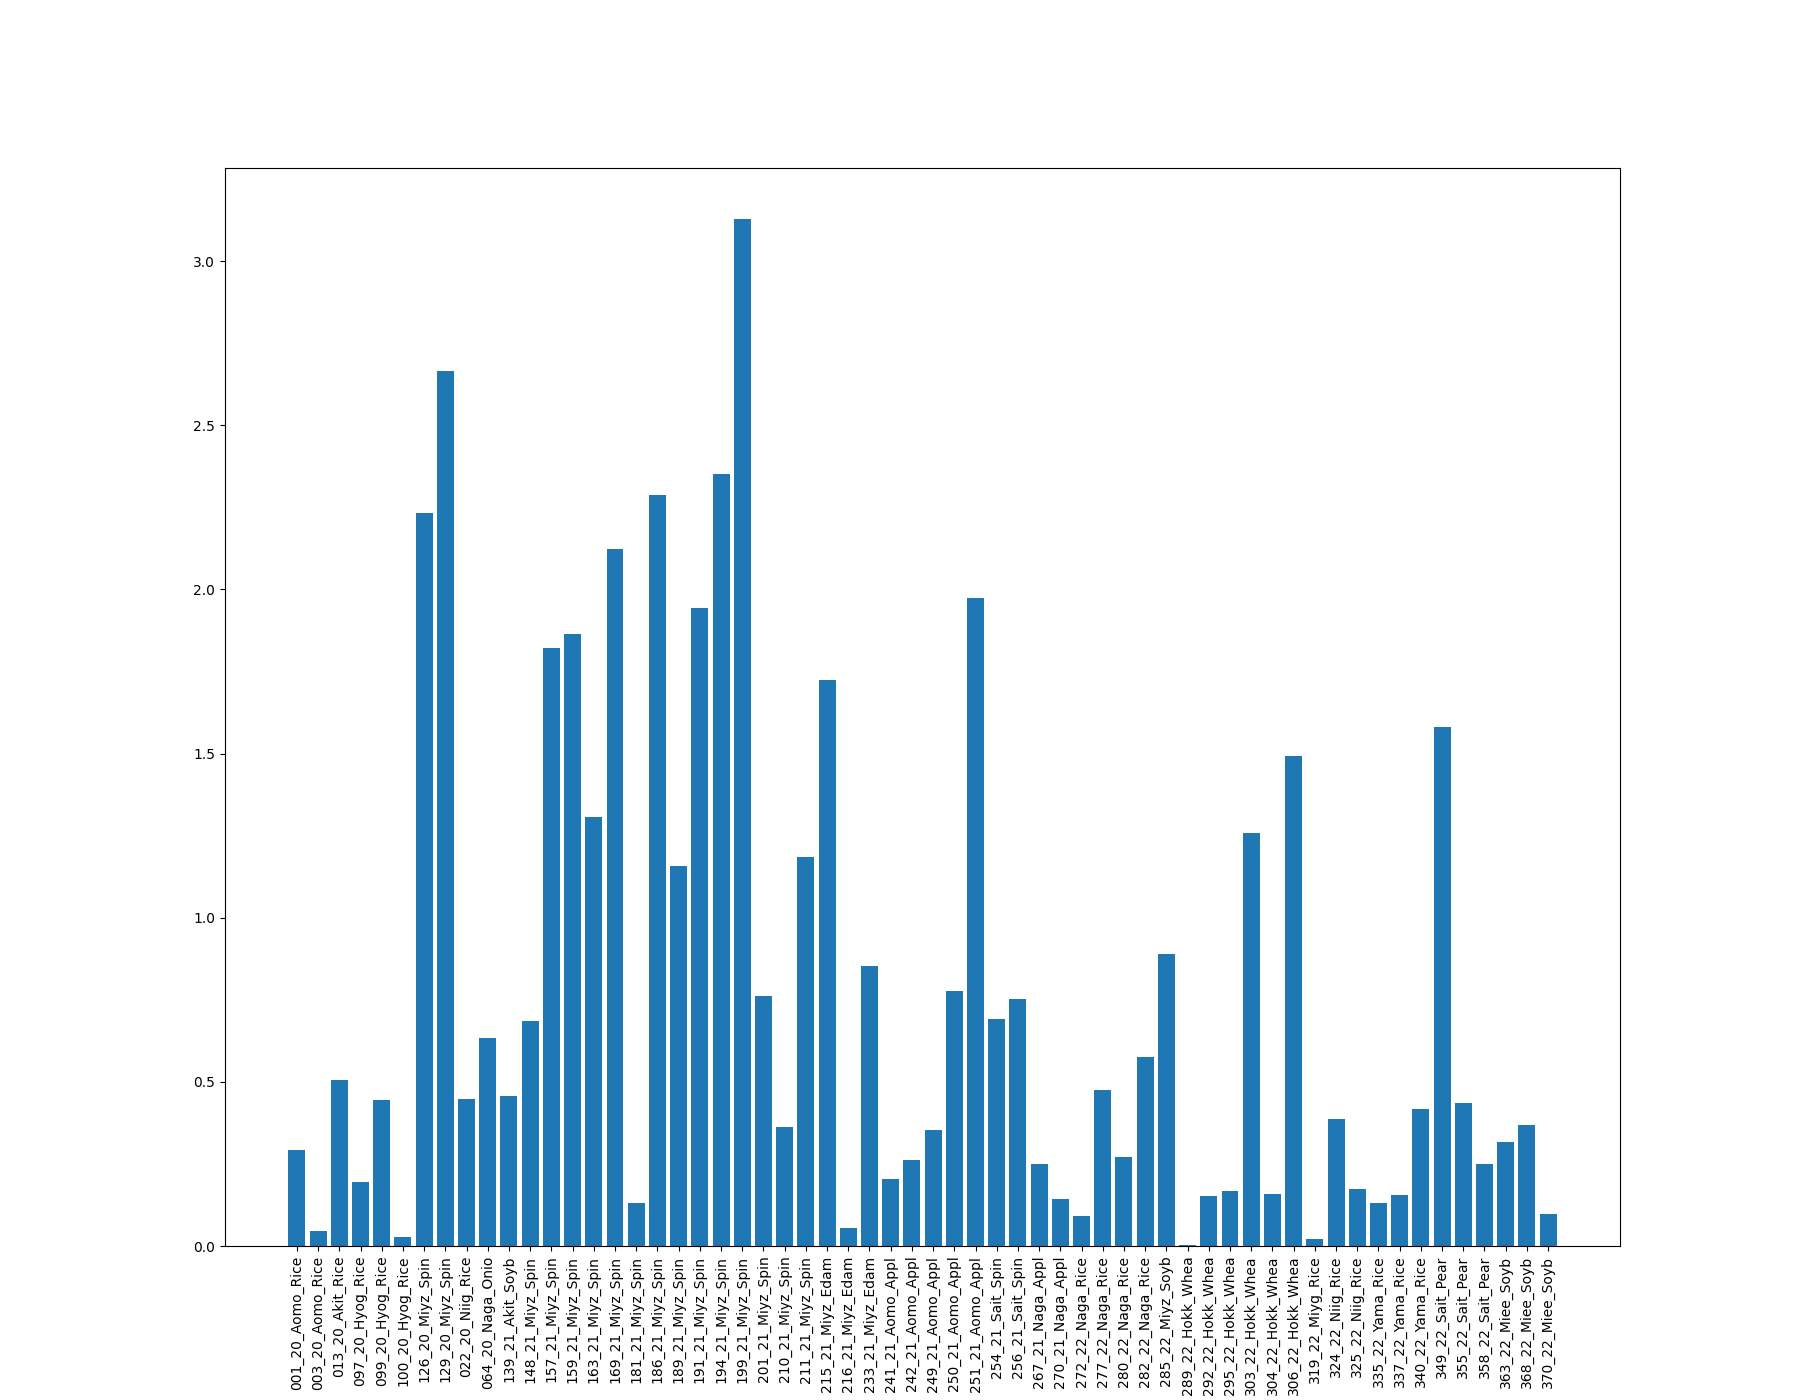 3.0
2.5
2.0
1.5
1.0
0.5
0.0
001_20_Aomo_Rice
003_20_Aomo_Rice
013_20_Akit_Rice
097_20_Hyog_Rice
099_20_Hyog_Rice
100_20_Hyog_Rice
126_20_Miyz_Spin
129_20_Miyz_Spin
022_20_Niig_Rice
064_20_Naga_Onio
139_21_Akit_Soyb
148_21_Miyz_Spin
157_21_Miyz_Spin
159_21_Miyz_Spin
163_21_Miyz_Spin
169_21_Miyz_Spin
181_21_Miyz_Spin
186_21_Miyz_Spin
189_21_Miyz_Spin
191_21_Miyz_Spin
194_21_Miyz_Spin
199_21_Miyz_Spin
201_21_Miyz_Spin
210_21_Miyz_Spin
211_21_Miyz_Spin
215_21_Miyz_Edam
216_21_Miyz_Edam
233_21_Miyz_Edam
241_21_Aomo_Appl
242_21_Aomo_Appl
249_21_Aomo_Appl
250_21_Aomo_Appl
251_21_Aomo_Appl
254_21_Sait_Spin
256_21_Sait_Spin
267_21_Naga_Appl
270_21_Naga_Appl
272_22_Naga_Rice
277_22_Naga_Rice
280_22_Naga_Rice
282_22_Naga_Rice
285_22_Miyz_Soyb
289_22_Hokk_Whea
292_22_Hokk_Whea
295_22_Hokk_Whea
303_22_Hokk_Whea
304_22_Hokk_Whea
306_22_Hokk_Whea
319_22_Miyg_Rice
324_22_Niig_Rice
325_22_Niig_Rice
335_22_Yama_Rice
337_22_Yama_Rice
340_22_Yama_Rice
349_22_Sait_Pear
355_22_Sait_Pear
358_22_Sait_Pear
363_22_Miee_Soyb
368_22_Miee_Soyb
370_22_Miee_Soyb